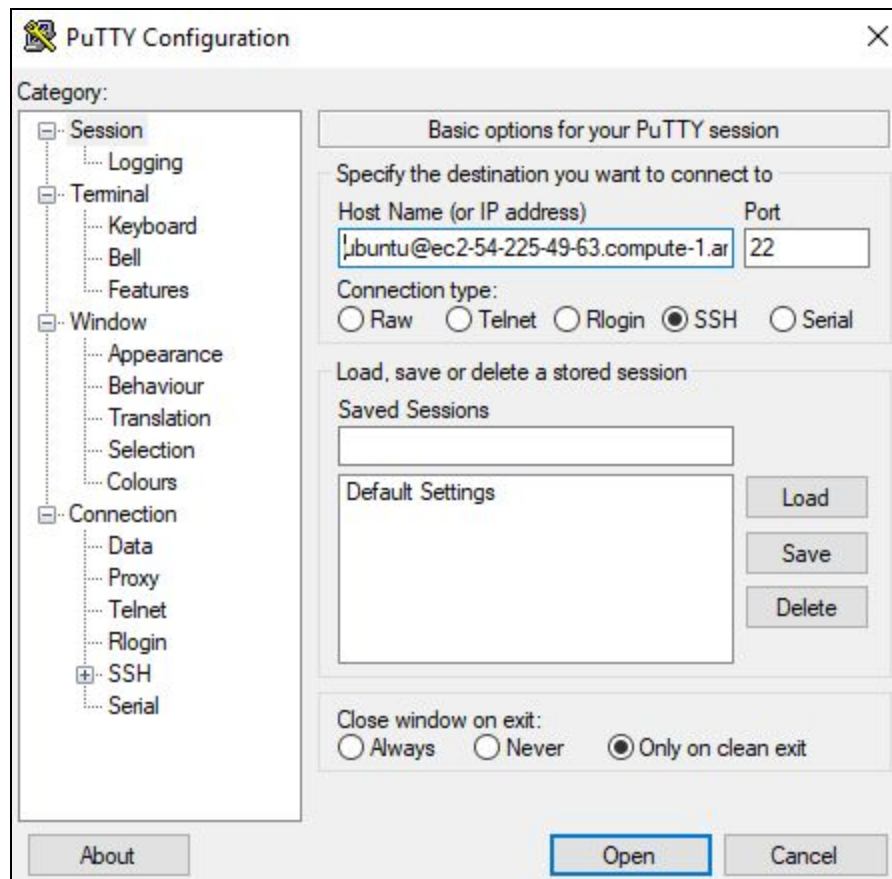 PuTTY Configuration
Category:
Session
Logging
Terminal
Keyboard
Bell
Features
Window
Appearance
Behaviour
Translation
Selection
Colours
Connection
Data
Proxy
Telnet
Rlogin
SSH
Serial
Basic options for your PuTTY session
Specify the destination you want to connect to
Host Name (or IP address) Port
ubuntu@ec2-54-225-49-63.compute-1.ar 22
Connection type:
Raw Telnet Rlogin SSH Serial
Load, save or delete a stored session
Saved Sessions
Default Settings
Load
Save
Delete
Close window on exit:
Always Never Only on clean exit
About Open Cancel